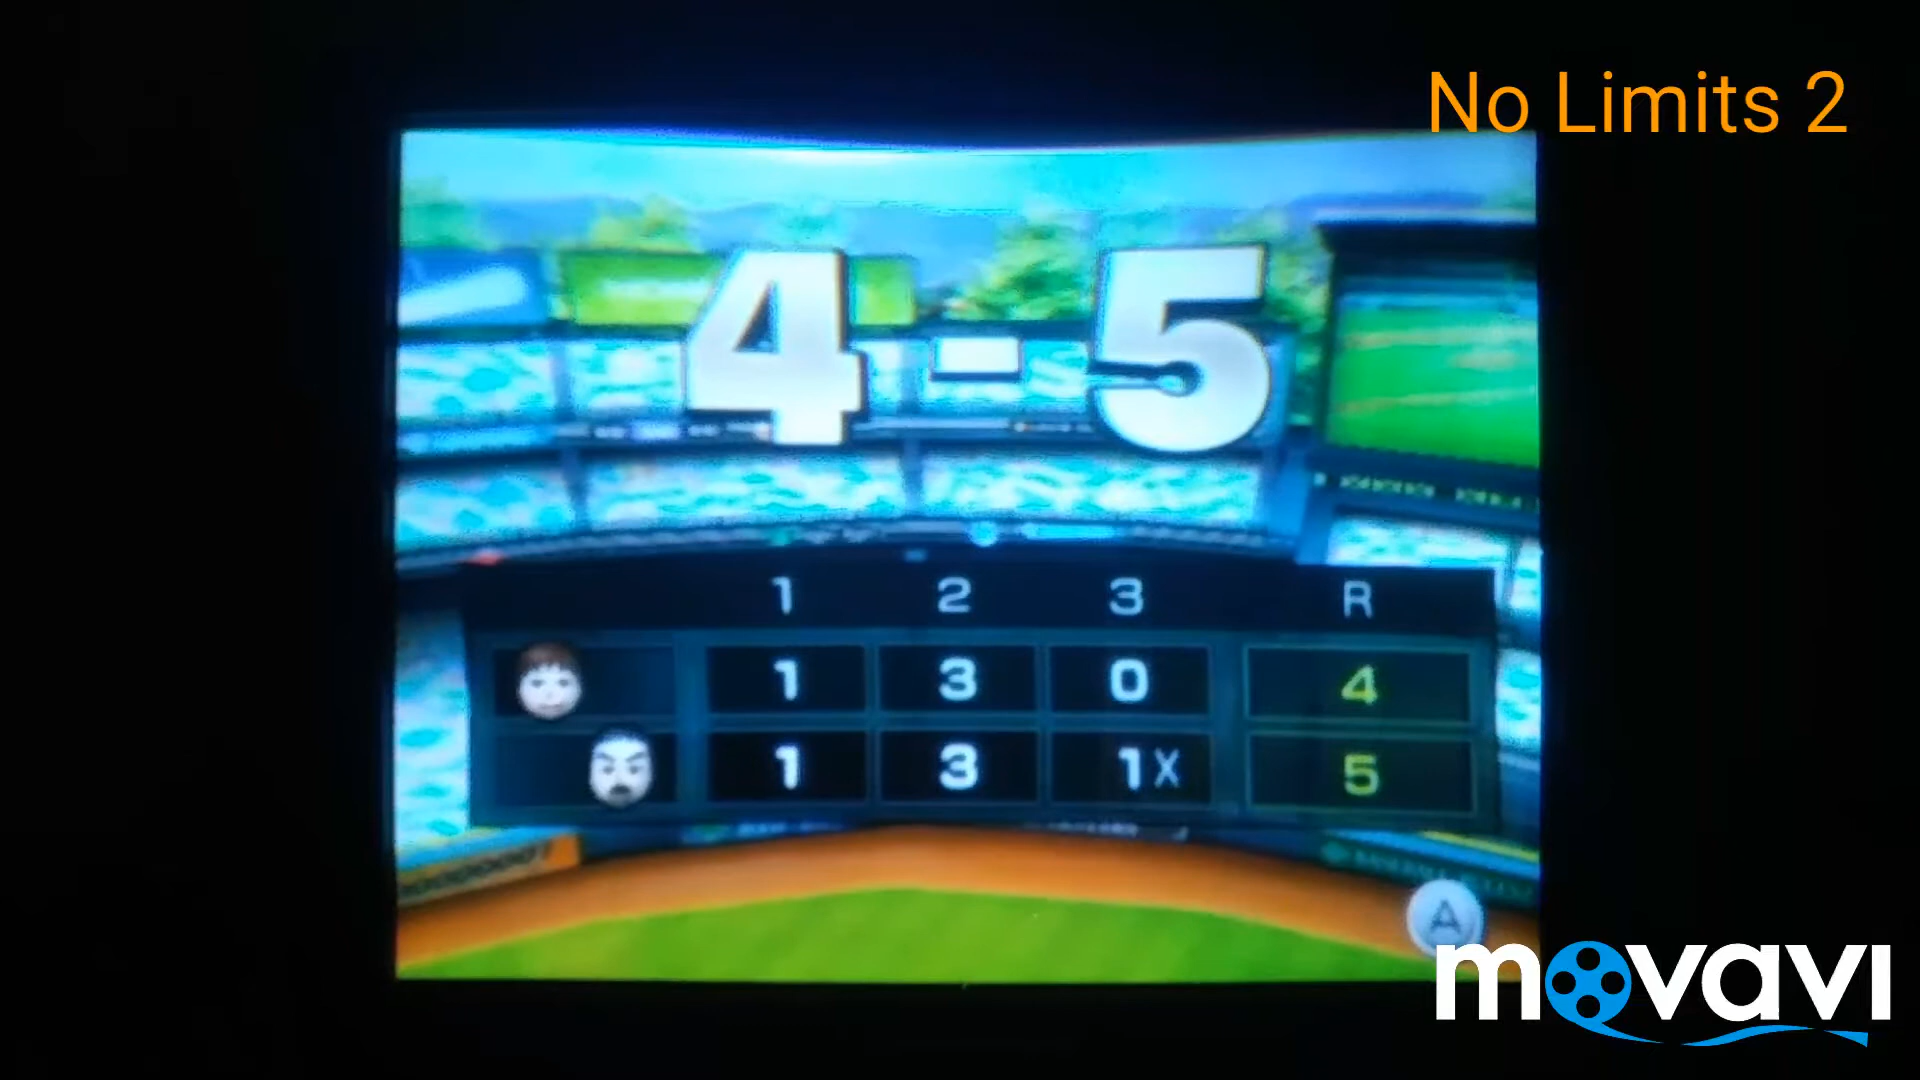 No Limits 2
4 - 5
1 2 3 R
1 3 0 4
1 3 1X 5
A
movavi